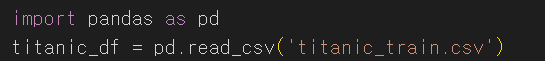 import pandas as pd
titanic_df = pd.read_csv('titanic_train.csv')